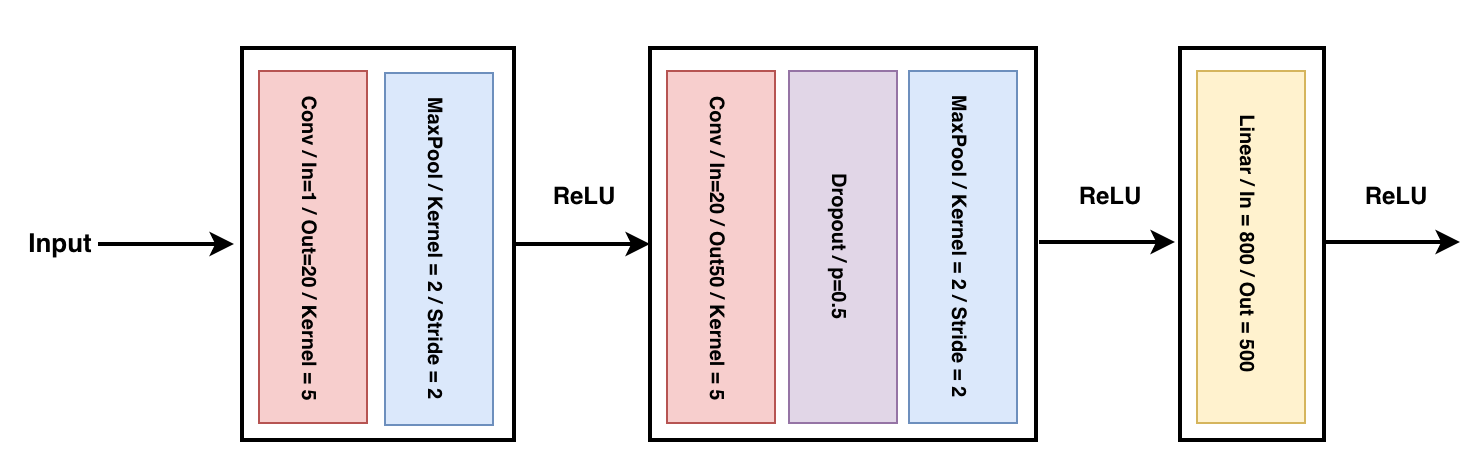 Input
Conv / In=1 / Out=20 / Kernel = 5
MaxPool / Kernel = 2 / Stride = 2
ReLU
Conv / In=20 / Out50 / Kernel = 5
Dropout / p=0.5
MaxPool / Kernel = 2 / Stride = 2
ReLU
Linear / In = 800 / Out = 500
ReLU